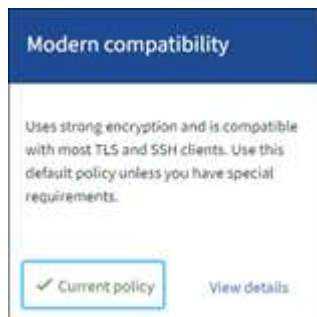 Modern compatibility
Uses strong encryption and is compatible
with most TLS and SSH clients. Use this
default policy unless you have special
requirements.
✓ Current policy
View details